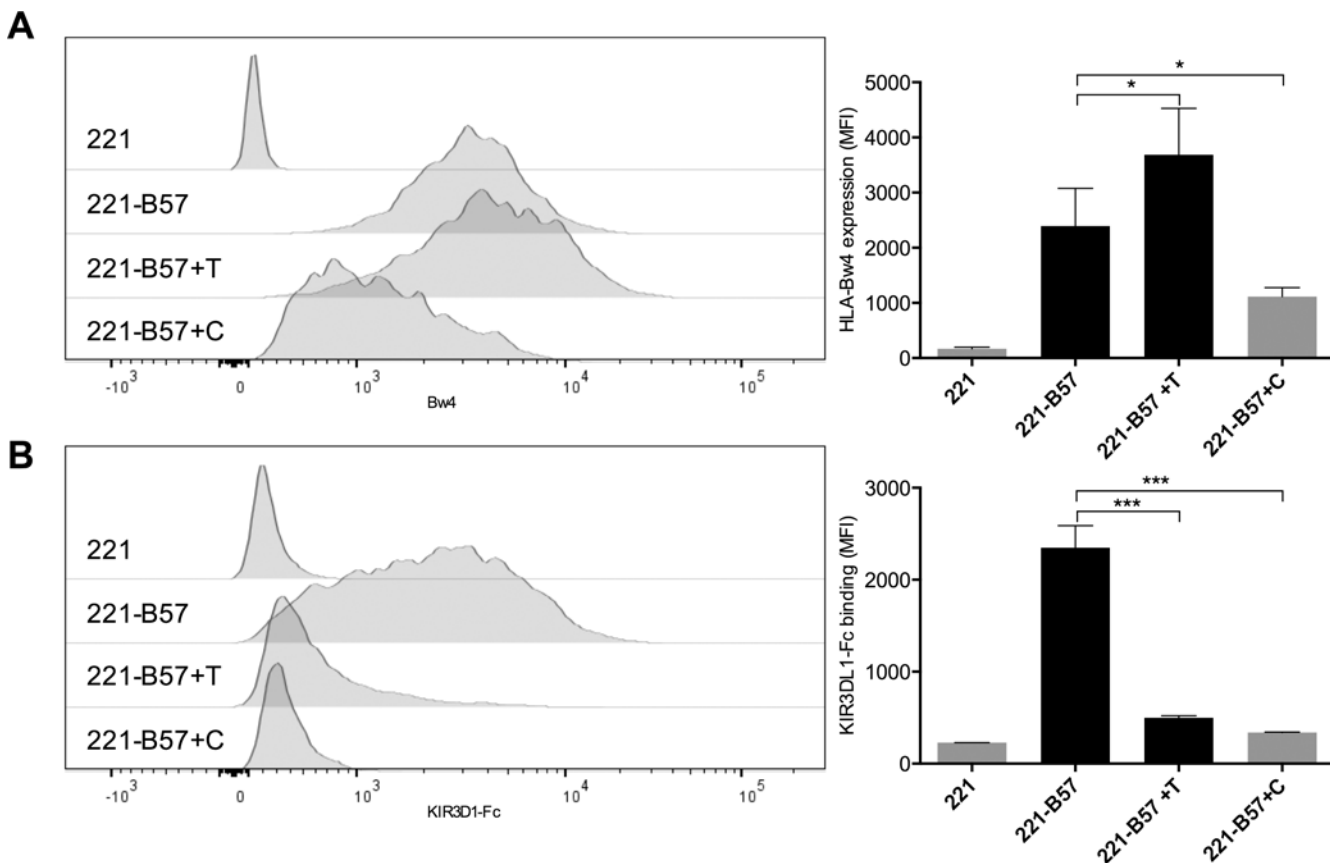 A
221
221-B57
221-B57+T
221-B57+C
-10³ 0 10³ 10⁴ 10⁵
Bw4
HLA-Bw4 expression (MFI)
5000
4000
3000
2000
1000
0
*
*
221
221-B57
221-B57 +T
221-B57+C
B
221
221-B57
221-B57+T
221-B57+C
-10³ 0 10³ 10⁴ 10⁵
KIR3D1-Fc
KIR3DL1-Fc binding (MFI)
3000
2000
1000
0
***
***
221
221-B57
221-B57 +T
221-B57+C